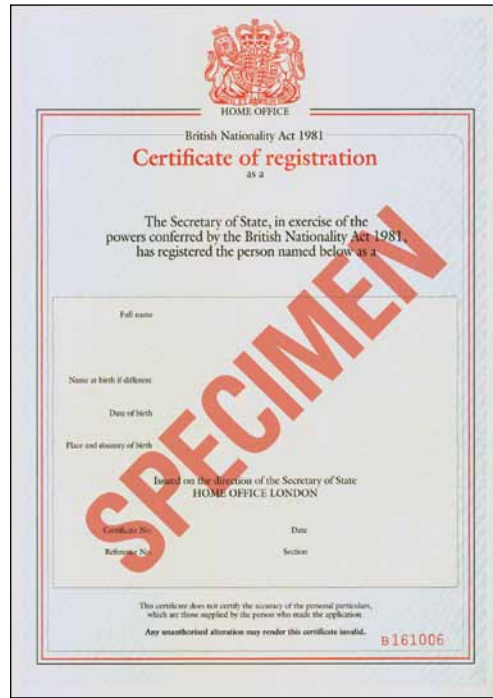 HOME OFFICE
British Nationality Act 1981
Certificate of registration
as a
The Secretary of State, in exercise of the
powers conferred by the British Nationality Act 1981,
has registered the person named below as a
SPECIMEN
Full name
Name at birth if different
Date of birth
Place and country of birth
Issued on the direction of the Secretary of State
HOME OFFICE LONDON
Certificate No. Date
Reference No. Section
This certificate does not certify the accuracy of the personal particulars,
which are those supplied by the person who made the application.
Any unauthorised alteration may render this certificate invalid.
B161006